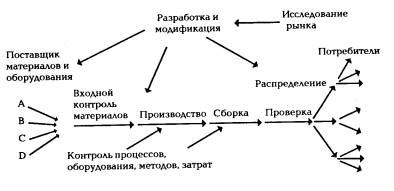 Разработка и
модификация
Исследование
рынка
Поставщик
материалов и
оборудования
Потребители
Распределение
A
B
C
D
Входной
контроль
материалов
Производство
Сборка
Проверка
Контроль процессов,
оборудования, методов, затрат